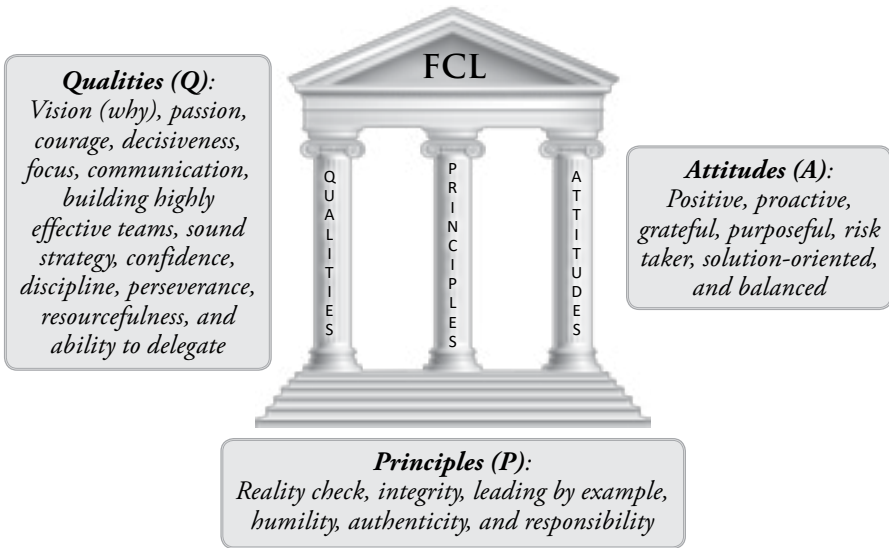 FCL
Qualities (Q):
Vision (why), passion,
courage, decisiveness,
focus, communication,
building highly
effective teams, sound
strategy, confidence,
discipline, perseverance,
resourcefulness, and
ability to delegate
QUALITIES
PRINCIPLES
ATTITUDES
Attitudes (A):
Positive, proactive,
grateful, purposeful, risk
taker, solution-oriented,
and balanced
Principles (P):
Reality check, integrity, leading by example,
humility, authenticity, and responsibility